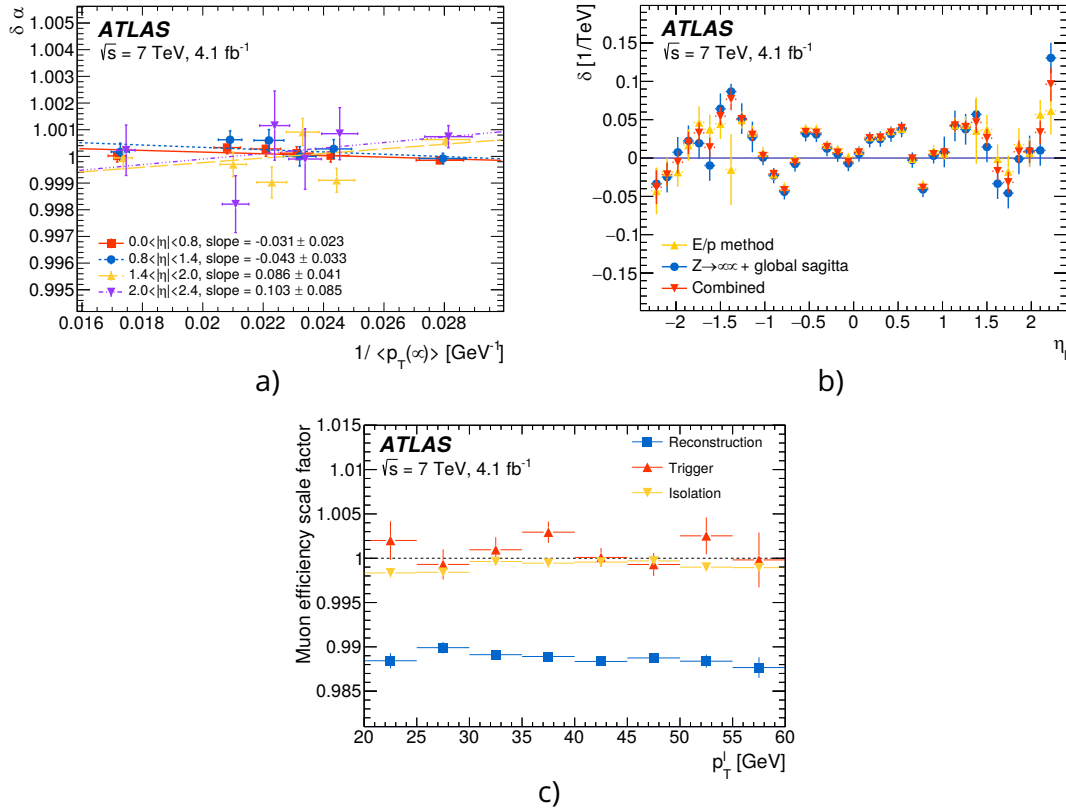 δ α
1.005
1.004
1.003
1.002
1.001
1
0.999
0.998
0.997
0.996
0.995
ATLAS
√s = 7 TeV, 4.1 fb⁻¹
0.0<|η|<0.8, slope = -0.031 ± 0.023
0.8<|η|<1.4, slope = -0.043 ± 0.033
1.4<|η|<2.0, slope = 0.086 ± 0.041
2.0<|η|<2.4, slope = 0.103 ± 0.085
0.016 0.018 0.02 0.022 0.024 0.026 0.028
1/ <p_T(∞)> [GeV⁻¹]
a)
δ [1/TeV]
0.15
0.1
0.05
0
−0.05
−0.1
−0.15
ATLAS
√s = 7 TeV, 4.1 fb⁻¹
E/p method
Z→∞∞ + global sagitta
Combined
−2 −1.5 −1 −0.5 0 0.5 1 1.5 2
η
b)
Muon efficiency scale factor
1.015
1.01
1.005
1
0.995
0.99
0.985
ATLAS
√s = 7 TeV, 4.1 fb⁻¹
Reconstruction
Trigger
Isolation
20 25 30 35 40 45 50 55 60
p_T^l [GeV]
c)